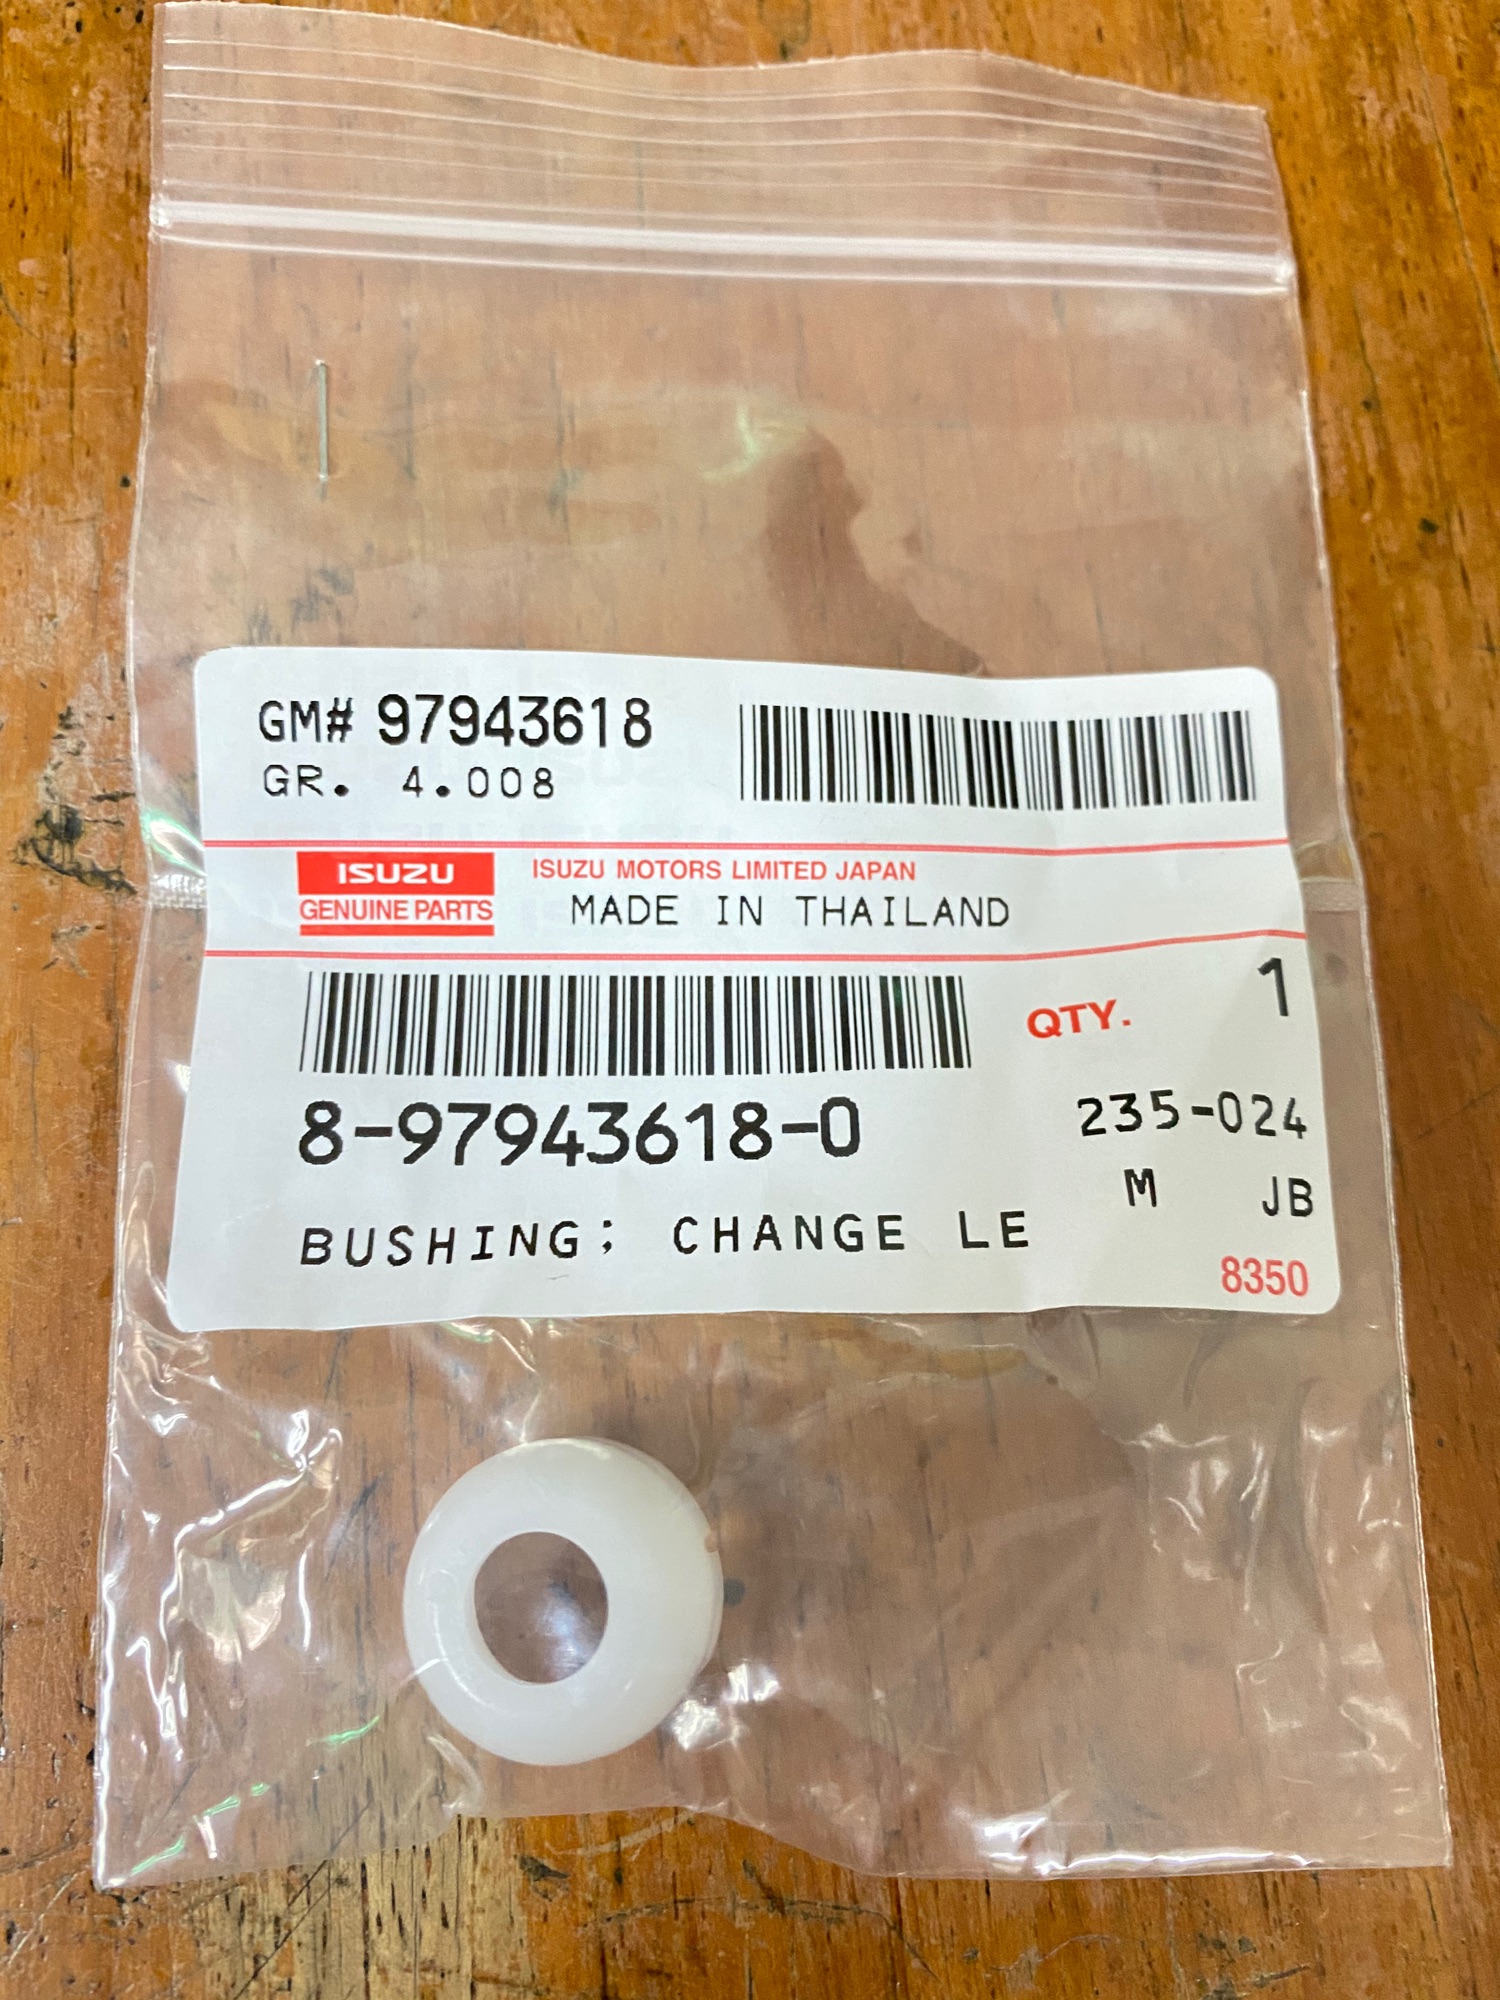 GM# 97943618
GR. 4.008
ISUZU
GENUINE PARTS
ISUZU MOTORS LIMITED JAPAN
MADE IN THAILAND
QTY. 1
8-97943618-0
235-024
M JB
BUSHING; CHANGE LE
8350